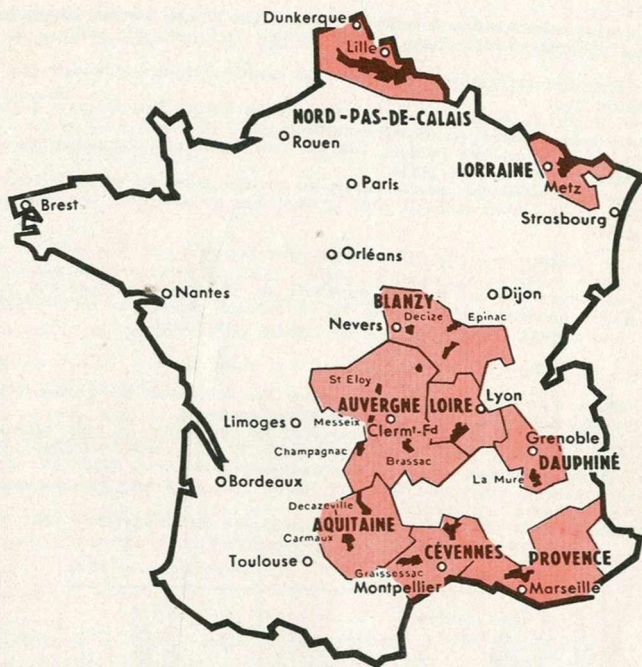 Dunkerque
Lille
NORD-PAS-DE-CALAIS
Rouen
LORRAINE
Metz
Paris
Strasbourg
Brest
Orléans
Nantes
Dijon
BLANZY
Decize
Epinac
Nevers
St Eloy
AUVERGNE
LOIRE
Lyon
Limoges
Messeix
Clermt-Fd
Grenoble
Champagnac
Brassac
DAUPHINÉ
La Mure
Bordeaux
Decazeville
AQUITAINE
Carmaux
CÉVENNES
PROVENCE
Toulouse
Graissessac
Montpellier
Marseille